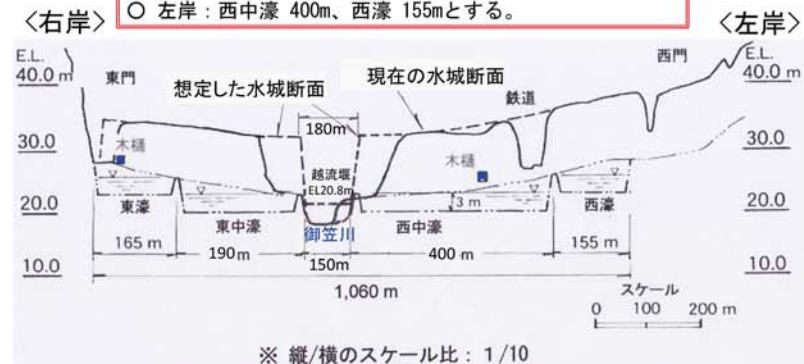 ○ 左岸：西中濠 400m、西濠 155mとする。
〈右岸〉 〈左岸〉
E.L. 東門 西門 E.L.
40.0 m 想定した水城断面 現在の水城断面 鉄道 40.0 m
180m
30.0 木樋 木樋 30.0
越流堰
EL20.8m
20.0 東濠 3 m 西濠 20.0
東中濠 御笠川 西中濠
165 m 190m 150m 400 m 155 m
10.0 10.0
1,060 m
スケール
0 100 200 m
※ 縦/横のスケール比：1/10